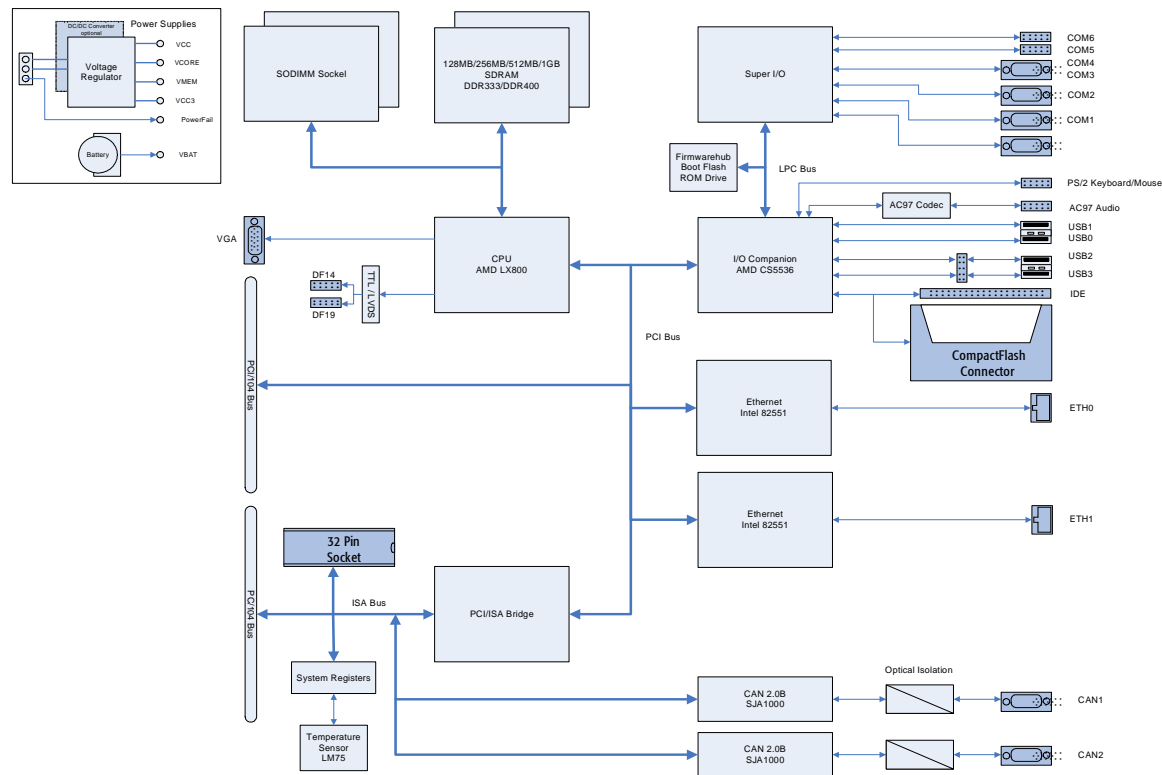 DC/DC Converter
optional
Power Supplies
Voltage
Regulator
VCC
VCORE
VMEM
VCC3
PowerFail
Battery
VBAT
SODIMM Sockel
128MB/256MB/512MB/1GB
SDRAM
DDR333/DDR400
Super I/O
COM6
COM5
COM4
COM3
COM2
COM1
Firmwarehub
Boot Flash
ROM Drive
LPC Bus
PS/2 Keyboard/Mouse
AC97 Codec
AC97 Audio
VGA
CPU
AMD LX800
I/O Companion
AMD CS5536
USB1
USB0
USB2
USB3
IDE
DF14
DF19
TTL / LVDS
CompactFlash
Connector
PCI Bus
PCI/104 Bus
Ethernet
Intel 82551
ETH0
Ethernet
Intel 82551
ETH1
32 Pin
Socket
PC/104 Bus
ISA Bus
PCI/ISA Bridge
System Registers
Temperature
Sensor
LM75
Optical Isolation
CAN 2.0B
SJA1000
CAN1
CAN 2.0B
SJA1000
CAN2